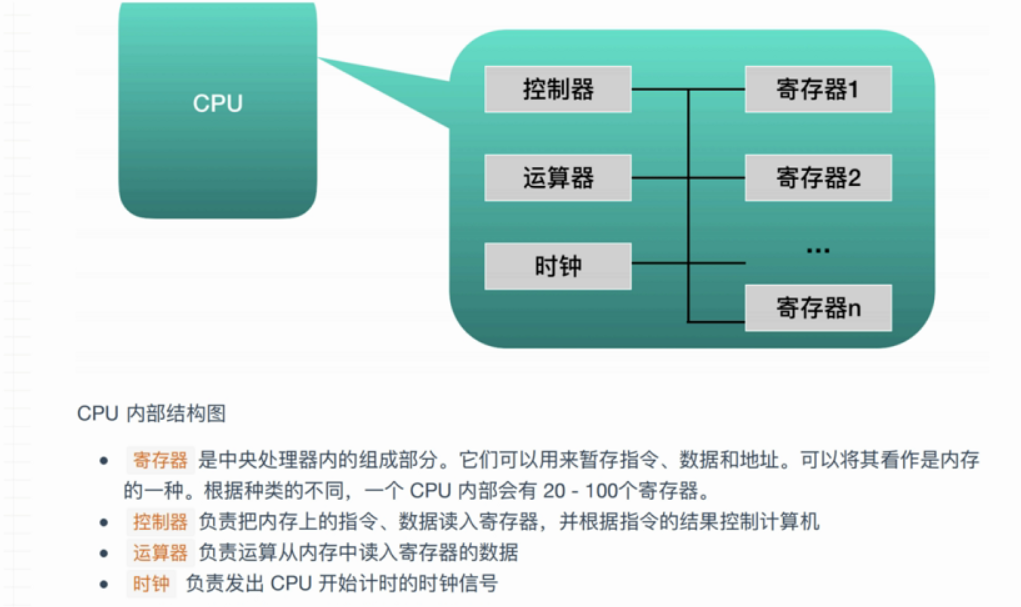 CPU
控制器
寄存器1
运算器
寄存器2
...
时钟
寄存器n
CPU 内部结构图
• 寄存器 是中央处理器内的组成部分。它们可以用来暂存指令、数据和地址。可以将其看作是内存
的一种。根据种类的不同，一个 CPU 内部会有 20 - 100个寄存器。
• 控制器 负责把内存上的指令、数据读入寄存器，并根据指令的结果控制计算机
• 运算器 负责运算从内存中读入寄存器的数据
• 时钟 负责发出 CPU 开始计时的时钟信号